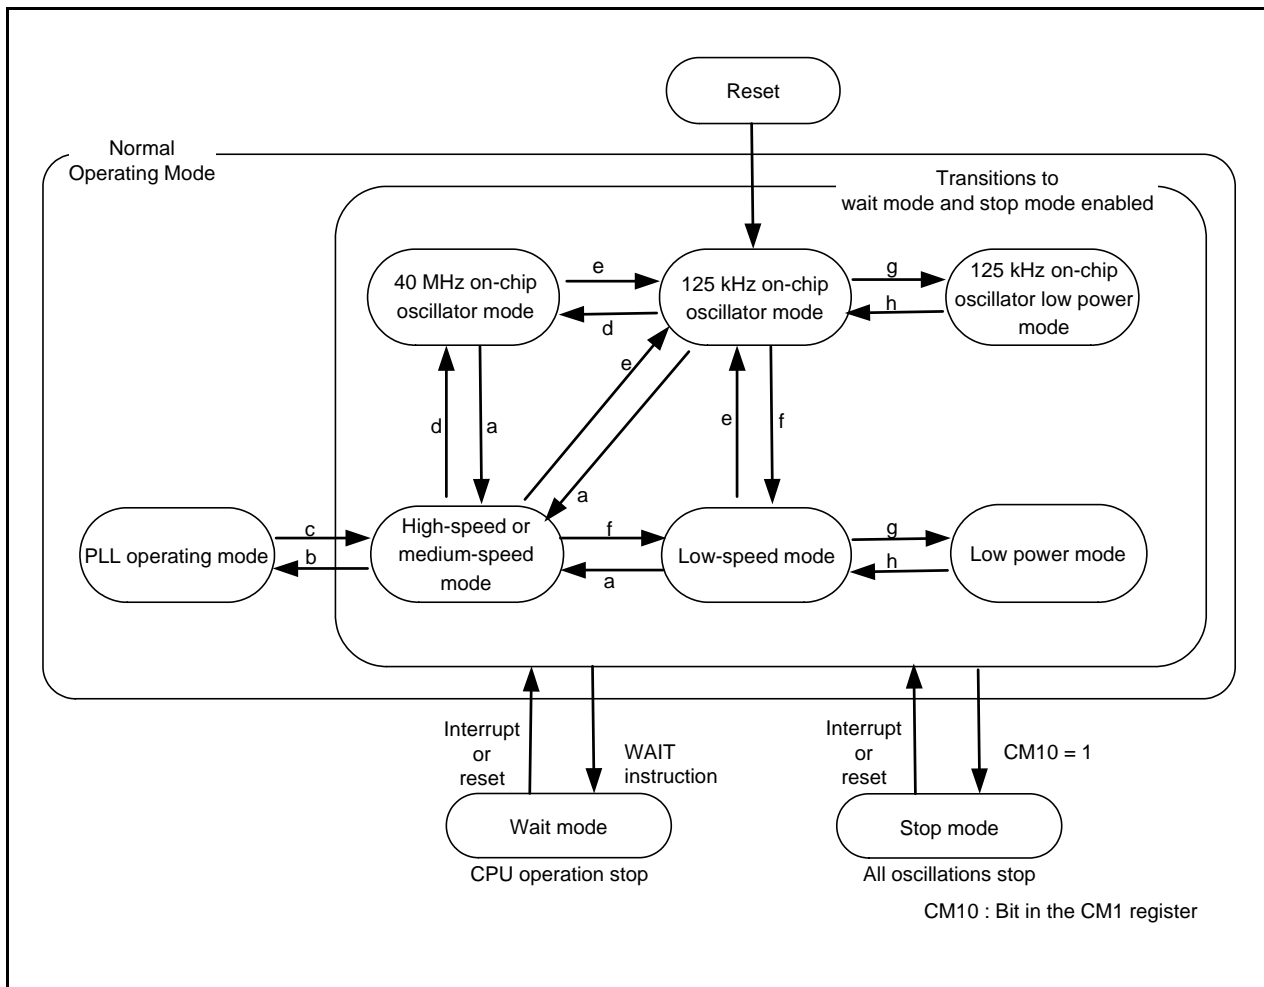 Reset
Normal
Operating Mode
Transitions to
wait mode and stop mode enabled
40 MHz on-chip
oscillator mode
e
d
125 kHz on-chip
oscillator mode
g
h
125 kHz on-chip
oscillator low power
mode
d
a
e
a
e
f
PLL operating mode
c
b
High-speed or
medium-speed
mode
f
a
Low-speed mode
g
h
Low power mode
Interrupt
or
reset
WAIT
instruction
Interrupt
or
reset
CM10 = 1
Wait mode
Stop mode
CPU operation stop
All oscillations stop
CM10 : Bit in the CM1 register